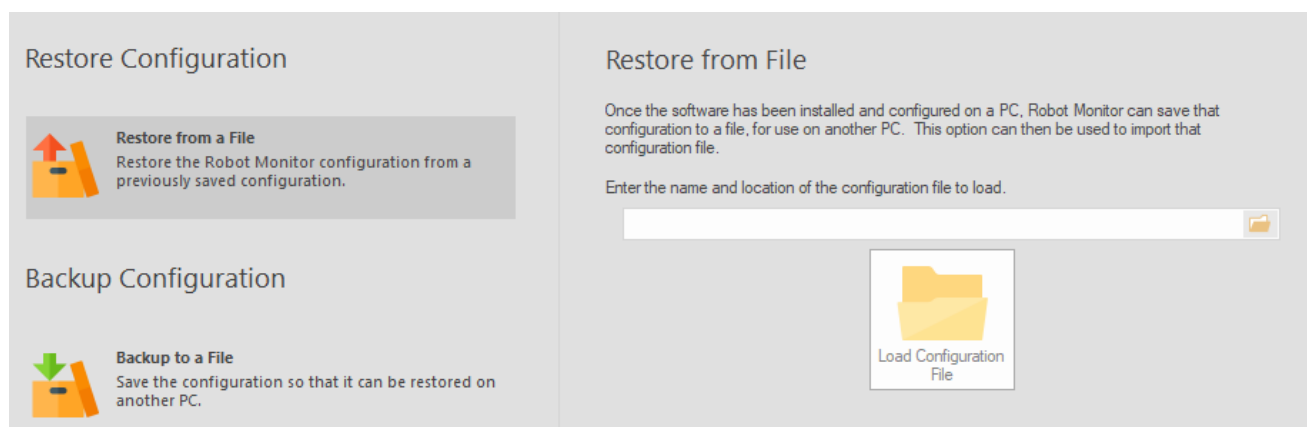 Restore Configuration
Restore from a File
Restore the Robot Monitor configuration from a
previously saved configuration.
Backup Configuration
Backup to a File
Save the configuration so that it can be restored on
another PC.
Restore from File
Once the software has been installed and configured on a PC, Robot Monitor can save that
configuration to a file, for use on another PC.  This option can then be used to import that
configuration file.
Enter the name and location of the configuration file to load.
Load Configuration
File